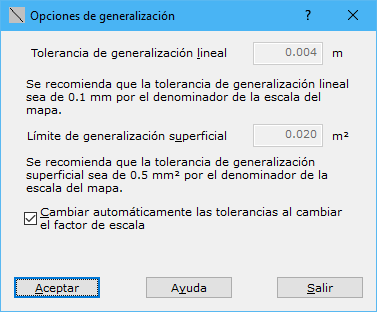 Opciones de generalización
Tolerancia de generalización lineal 0.004 m
Se recomienda que la tolerancia de generalización lineal
sea de 0.1 mm por el denominador de la escala del
mapa.
Límite de generalización superficial 0.020 m²
Se recomienda que la tolerancia de generalización
superficial sea de 0.5 mm² por el denominador de la
escala del mapa.
Cambiar automáticamente las tolerancias al cambiar
el factor de escala
Aceptar Ayuda Salir